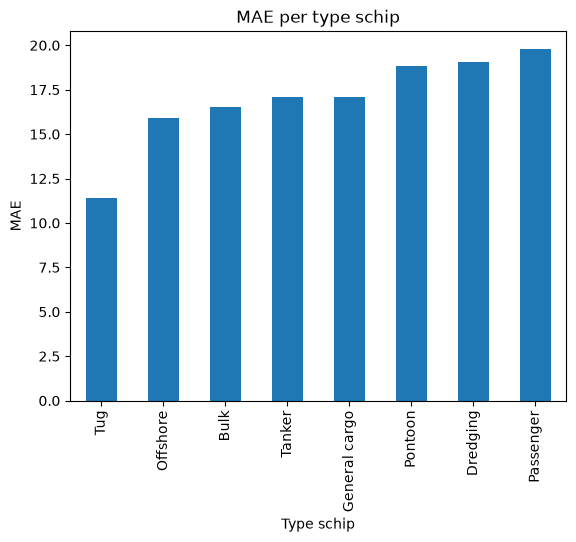 MAE per type schip
MAE
20.0
17.5
15.0
12.5
10.0
7.5
5.0
2.5
0.0
Tug
Offshore
Bulk
Tanker
General cargo
Pontoon
Dredging
Passenger
Type schip